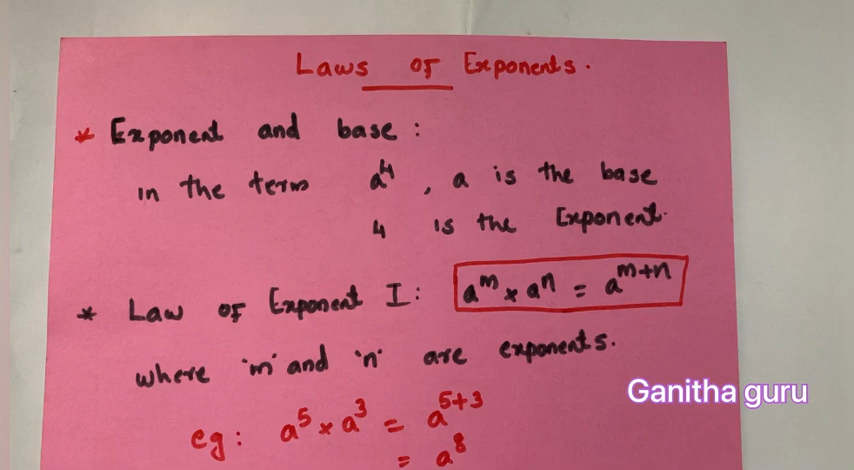 Laws of Exponents.
* Exponent and base :
in the term a⁴, a is the base
4 is the Exponent.
* Law of Exponent I: aᵐ × aⁿ = aᵐ⁺ⁿ
where 'm' and 'n' are exponents.
Ganitha guru
eg: a⁵ × a³ = a⁵⁺³
= a⁸